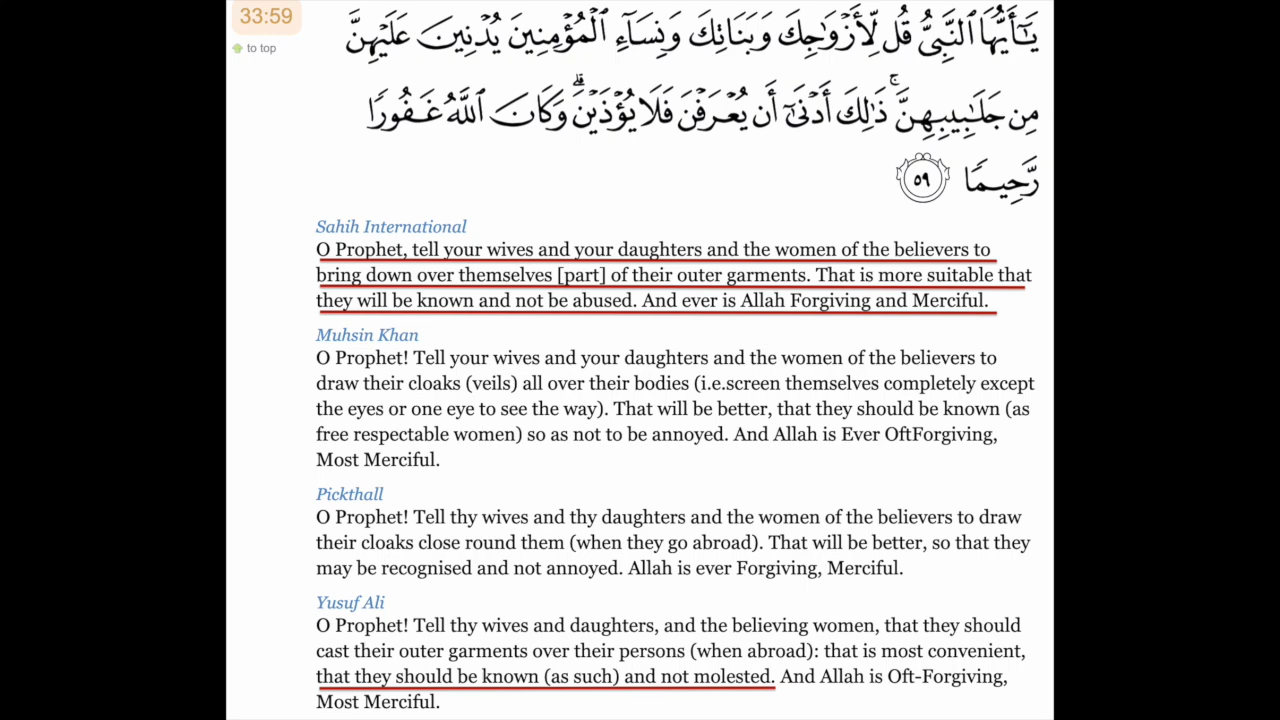 33:59
to top
يَٰٓأَيُّهَا ٱلنَّبِىُّ قُل لِّأَزْوَٰجِكَ وَبَنَاتِكَ وَنِسَآءِ ٱلْمُؤْمِنِينَ يُدْنِينَ عَلَيْهِنَّ
مِن جَلَٰبِيبِهِنَّ ۚ ذَٰلِكَ أَدْنَىٰٓ أَن يُعْرَفْنَ فَلَا يُؤْذَيْنَ ۗ وَكَانَ ٱللَّهُ غَفُورًا
رَّحِيمًا ٥٩
Sahih International
O Prophet, tell your wives and your daughters and the women of the believers to
bring down over themselves [part] of their outer garments. That is more suitable that
they will be known and not be abused. And ever is Allah Forgiving and Merciful.
Muhsin Khan
O Prophet! Tell your wives and your daughters and the women of the believers to
draw their cloaks (veils) all over their bodies (i.e.screen themselves completely except
the eyes or one eye to see the way). That will be better, that they should be known (as
free respectable women) so as not to be annoyed. And Allah is Ever OftForgiving,
Most Merciful.
Pickthall
O Prophet! Tell thy wives and thy daughters and the women of the believers to draw
their cloaks close round them (when they go abroad). That will be better, so that they
may be recognised and not annoyed. Allah is ever Forgiving, Merciful.
Yusuf Ali
O Prophet! Tell thy wives and daughters, and the believing women, that they should
cast their outer garments over their persons (when abroad): that is most convenient,
that they should be known (as such) and not molested. And Allah is Oft-Forgiving,
Most Merciful.